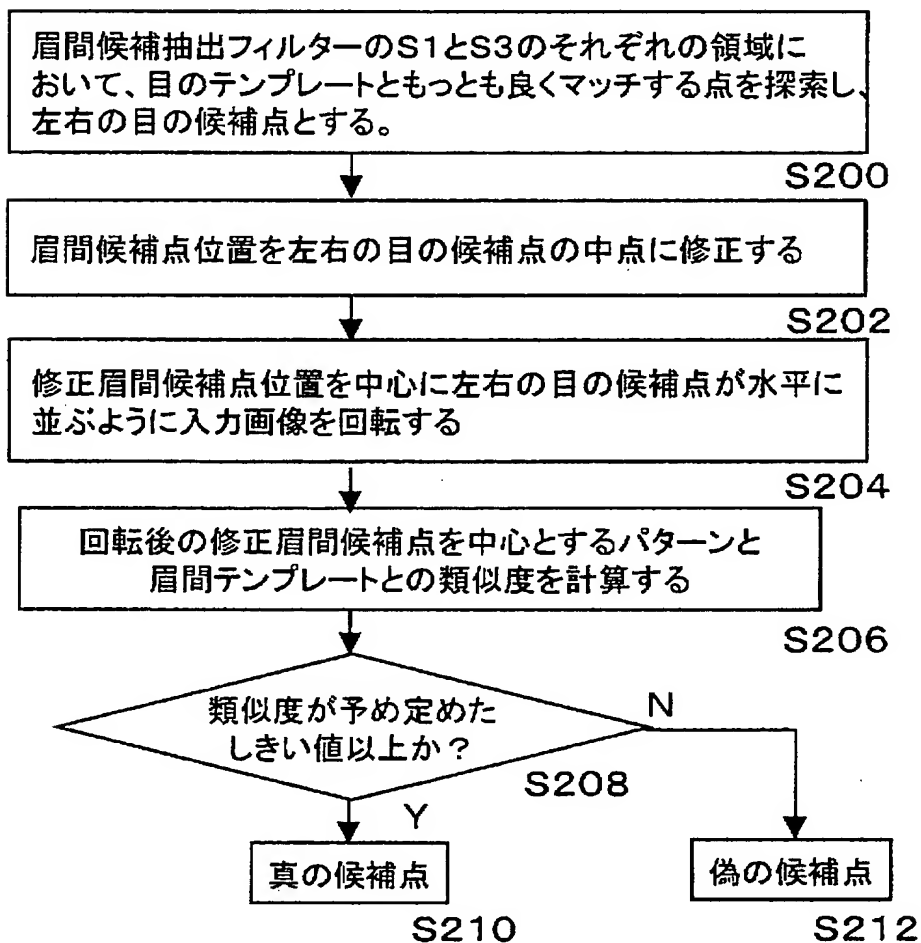 眉間候補抽出フィルターのS1とS3のそれぞれの領域に
おいて、目のテンプレートともっとも良くマッチする点を探索し、
左右の目の候補点とする。
S200
眉間候補点位置を左右の目の候補点の中点に修正する
S202
修正眉間候補点位置を中心に左右の目の候補点が水平に
並ぶように入力画像を回転する
S204
回転後の修正眉間候補点を中心とするパターンと
眉間テンプレートとの類似度を計算する
S206
類似度が予め定めた
しきい値以上か?
N
S208
Y
真の候補点
偽の候補点
S210
S212